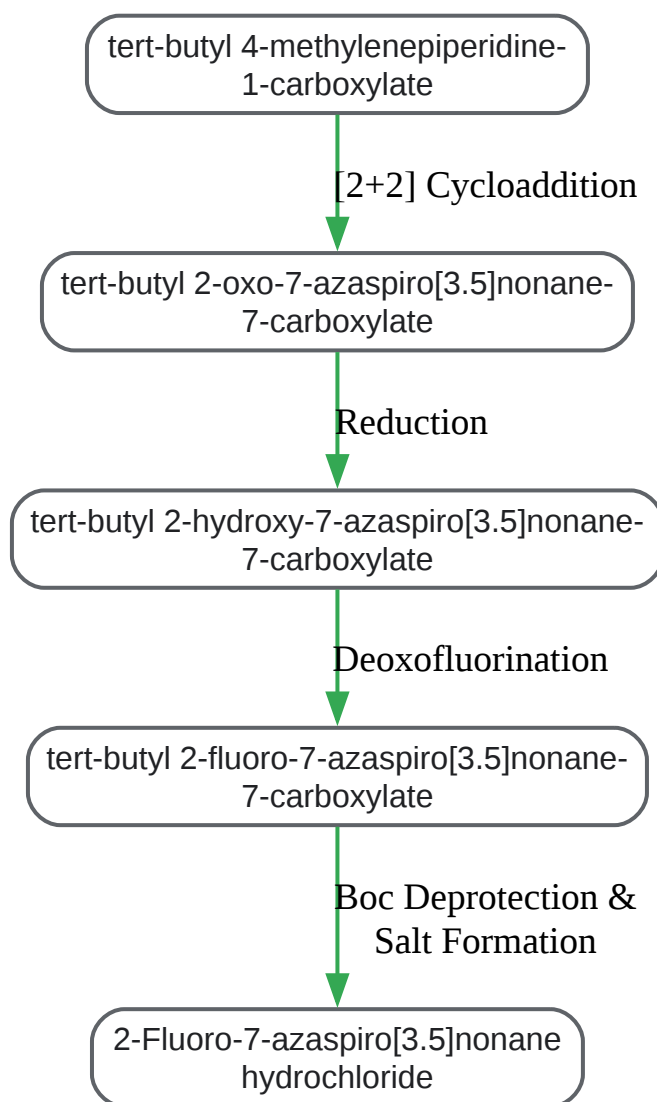 tert-butyl 4-methylenepiperidine-
1-carboxylate
[2+2] Cycloaddition
tert-butyl 2-oxo-7-azaspiro[3.5]nonane-
7-carboxylate
Reduction
tert-butyl 2-hydroxy-7-azaspiro[3.5]nonane-
7-carboxylate
Deoxofluorination
tert-butyl 2-fluoro-7-azaspiro[3.5]nonane-
7-carboxylate
Boc Deprotection &
Salt Formation
2-Fluoro-7-azaspiro[3.5]nonane
hydrochloride